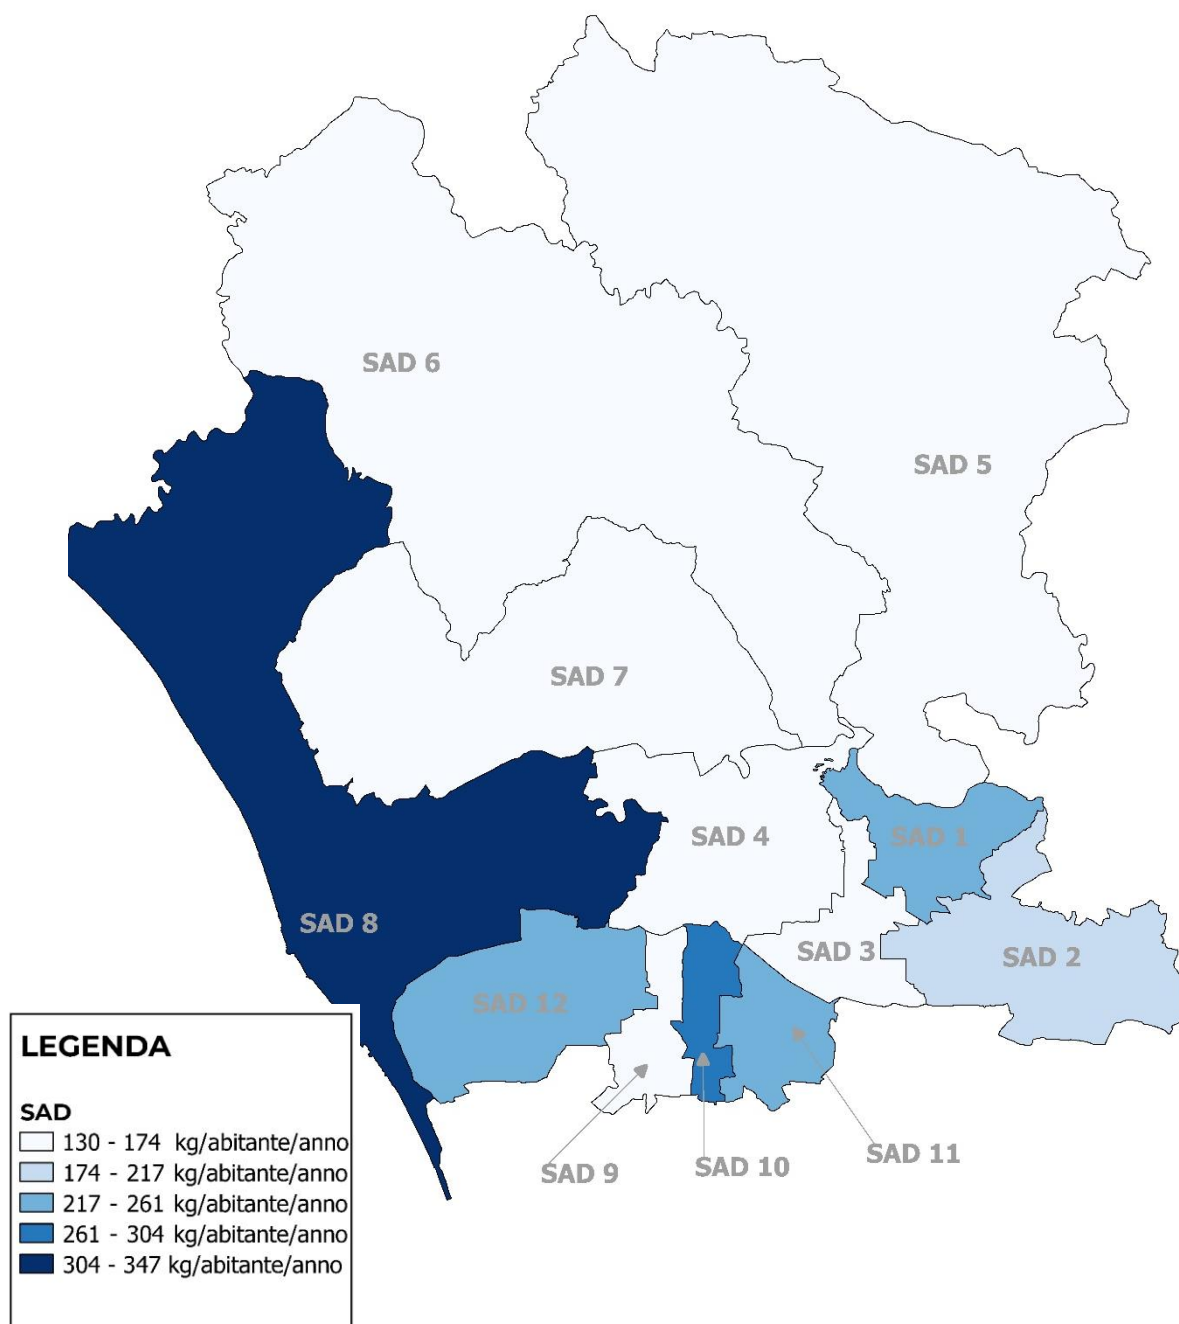 SAD 6
SAD 5
SAD 7
SAD 4
SAD 1
SAD 8
SAD 3
SAD 2
SAD 12
SAD 9
SAD 10
SAD 11
LEGENDA
SAD
130 - 174 kg/abitante/anno
174 - 217 kg/abitante/anno
217 - 261 kg/abitante/anno
261 - 304 kg/abitante/anno
304 - 347 kg/abitante/anno